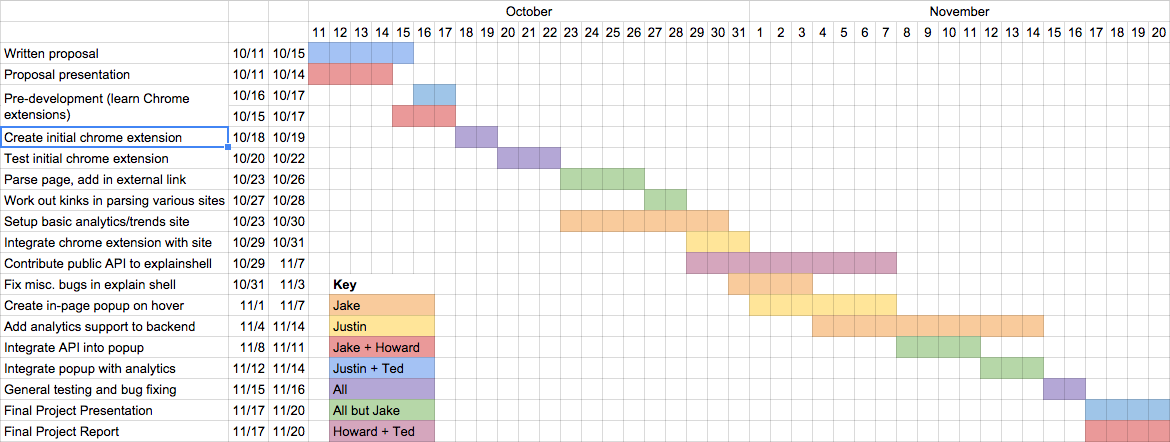 October November
11 12 13 14 15 16 17 18 19 20 21 22 23 24 25 26 27 28 29 30 31 1 2 3 4 5 6 7 8 9 10 11 12 13 14 15 16 17 18 19 20
Written proposal 10/11 10/15
Proposal presentation 10/11 10/14
Pre-development (learn Chrome 10/16 10/17
extensions) 10/15 10/17
Create initial chrome extension 10/18 10/19
Test initial chrome extension 10/20 10/22
Parse page, add in external link 10/23 10/26
Work out kinks in parsing various sites 10/27 10/28
Setup basic analytics/trends site 10/23 10/30
Integrate chrome extension with site 10/29 10/31
Contribute public API to explainshell 10/29 11/7
Fix misc. bugs in explain shell 10/31 11/3 Key
Create in-page popup on hover 11/1 11/7 Jake
Add analytics support to backend 11/4 11/14 Justin
Integrate API into popup 11/8 11/11 Jake + Howard
Integrate popup with analytics 11/12 11/14 Justin + Ted
General testing and bug fixing 11/15 11/16 All
Final Project Presentation 11/17 11/20 All but Jake
Final Project Report 11/17 11/20 Howard + Ted